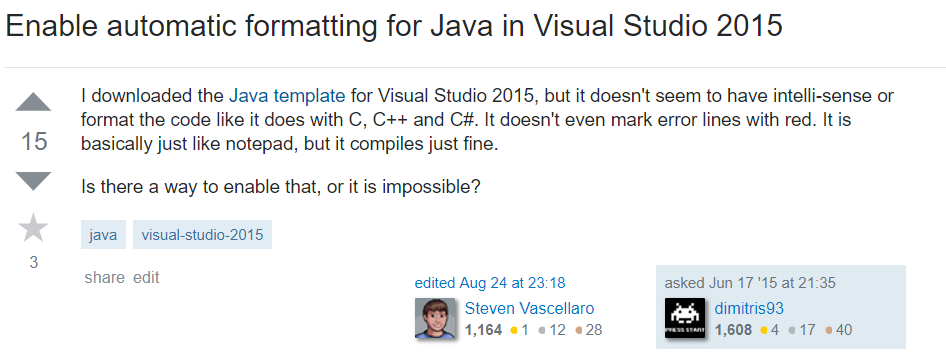 Enable automatic formatting for Java in Visual Studio 2015
15
I downloaded the Java template for Visual Studio 2015, but it doesn't seem to have intelli-sense or
format the code like it does with C, C++ and C#. It doesn't even mark error lines with red. It is
basically just like notepad, but it compiles just fine.
Is there a way to enable that, or it is impossible?
3
java visual-studio-2015
share edit
edited Aug 24 at 23:18
Steven Vascellaro
1,164 ● 1 ● 12 ● 28
asked Jun 17 '15 at 21:35
PRESS START
dimitris93
1,608 ● 4 ● 17 ● 40